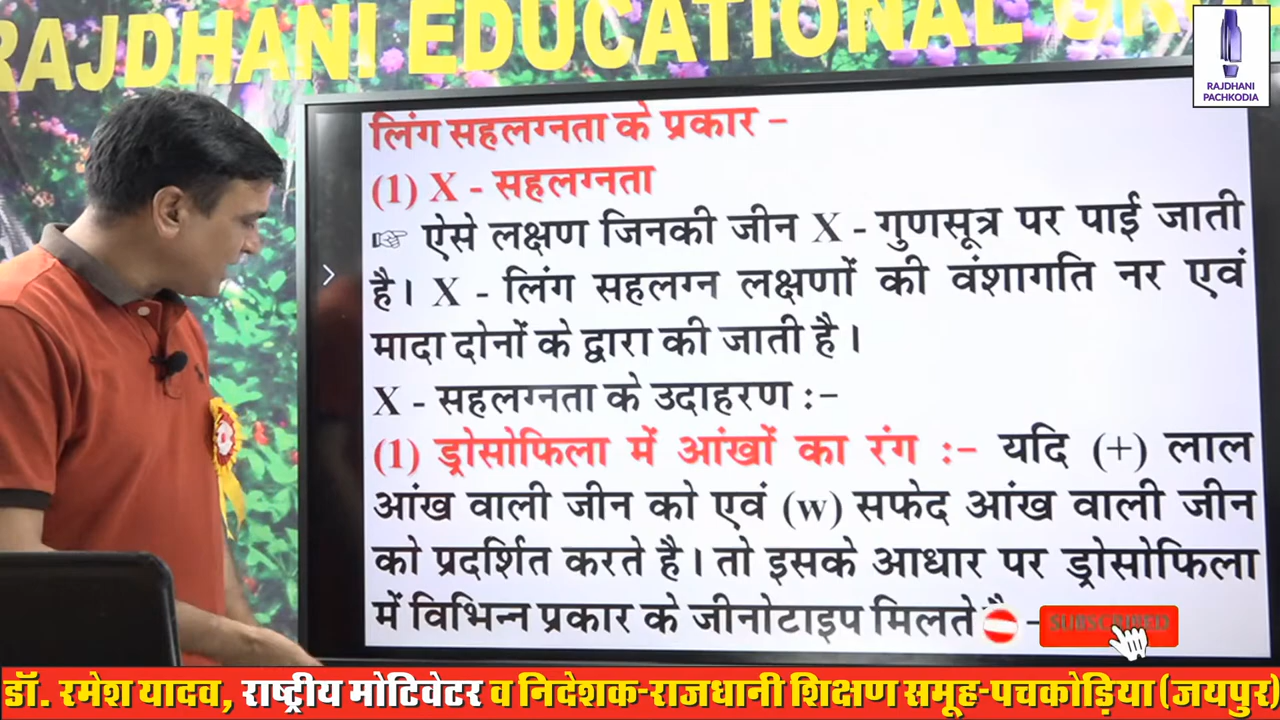 RAJDHANI EDUCATIONAL
RAJDHANI
PACHKODIA
लिंग सहलग्नता के प्रकार –
(1) X - सहलग्नता
☞ ऐसे लक्षण जिनकी जीन X - गुणसूत्र पर पाई जाती
है। X - लिंग सहलग्न लक्षणों की वंशागति नर एवं
मादा दोनों के द्वारा की जाती है ।
X - सहलग्नता के उदाहरण :–
(1) ड्रोसोफिला में आंखों का रंग :– यदि (+) लाल
आंख वाली जीन को एवं (w) सफेद आंख वाली जीन
को प्रदर्शित करते है । तो इसके आधार पर ड्रोसोफिला
में विभिन्न प्रकार के जीनोटाइप मिलते –
डॉ. रमेश यादव, राष्ट्रीय मोटिवेटर व निदेशक-राजधानी शिक्षण समूह-पचकोड़िया (जयपुर)